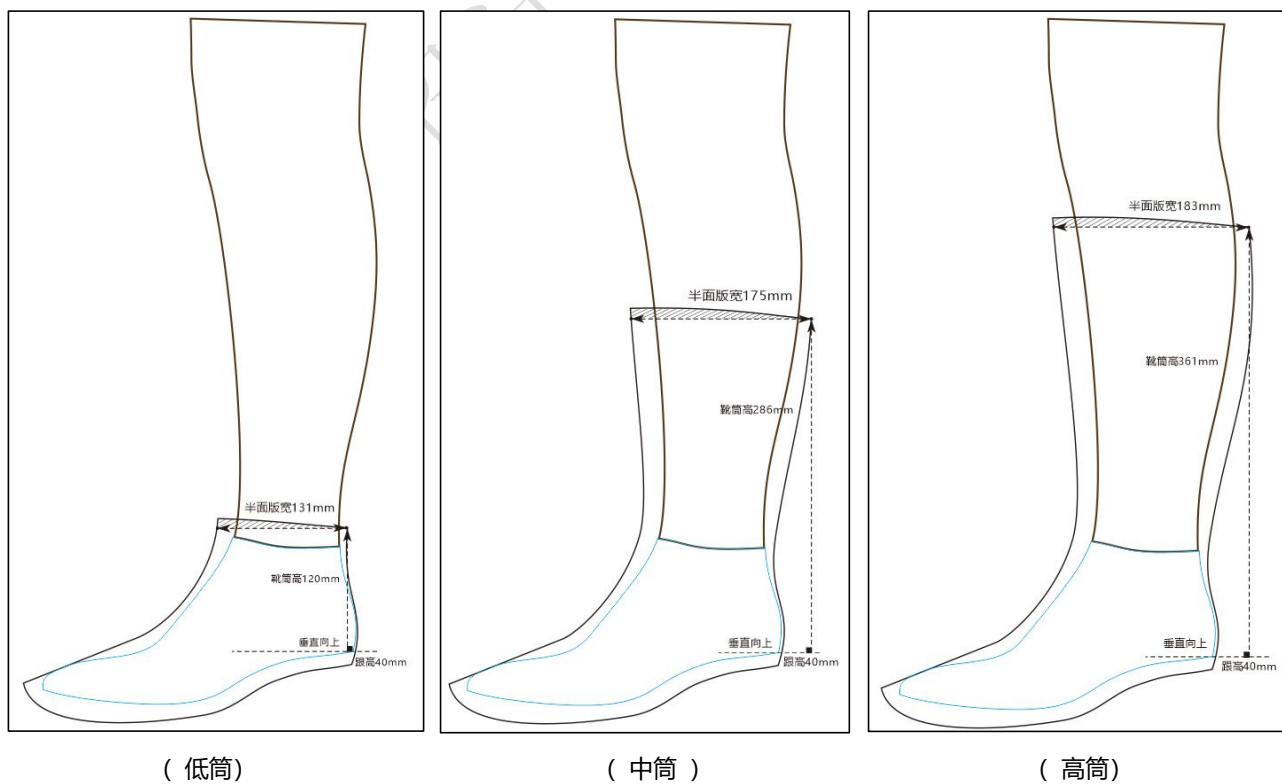 半面版宽131mm
靴筒高120mm
垂直向上
跟高40mm
(低筒)
半面版宽175mm
靴筒高286mm
垂直向上
跟高40mm
(中筒)
半面版宽183mm
靴筒高361mm
垂直向上
跟高40mm
(高筒)